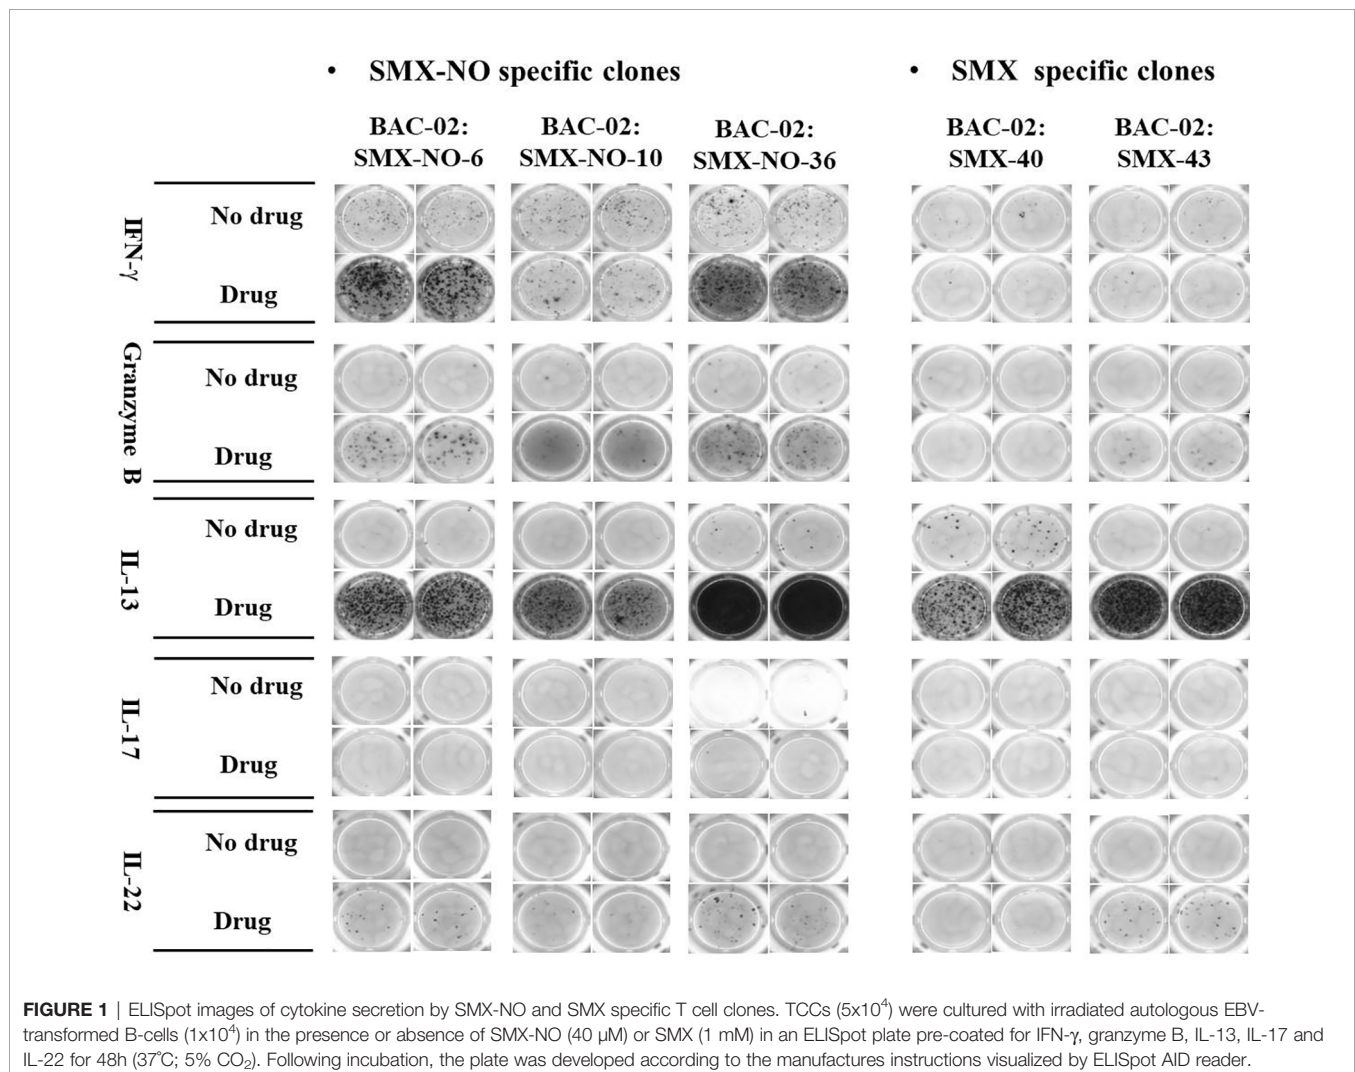 • SMX-NO specific clones
• SMX specific clones
BAC-02:
SMX-NO-6
BAC-02:
SMX-NO-10
BAC-02:
SMX-NO-36
BAC-02:
SMX-40
BAC-02:
SMX-43
IFN-γ
No drug
Drug
Granzyme B
No drug
Drug
IL-13
No drug
Drug
IL-17
No drug
Drug
IL-22
No drug
Drug
FIGURE 1 | ELISpot images of cytokine secretion by SMX-NO and SMX specific T cell clones. TCCs (5x10⁴) were cultured with irradiated autologous EBV-
transformed B-cells (1x10⁴) in the presence or absence of SMX-NO (40 µM) or SMX (1 mM) in an ELISpot plate pre-coated for IFN-γ, granzyme B, IL-13, IL-17 and
IL-22 for 48h (37°C; 5% CO₂). Following incubation, the plate was developed according to the manufactures instructions visualized by ELISpot AID reader.